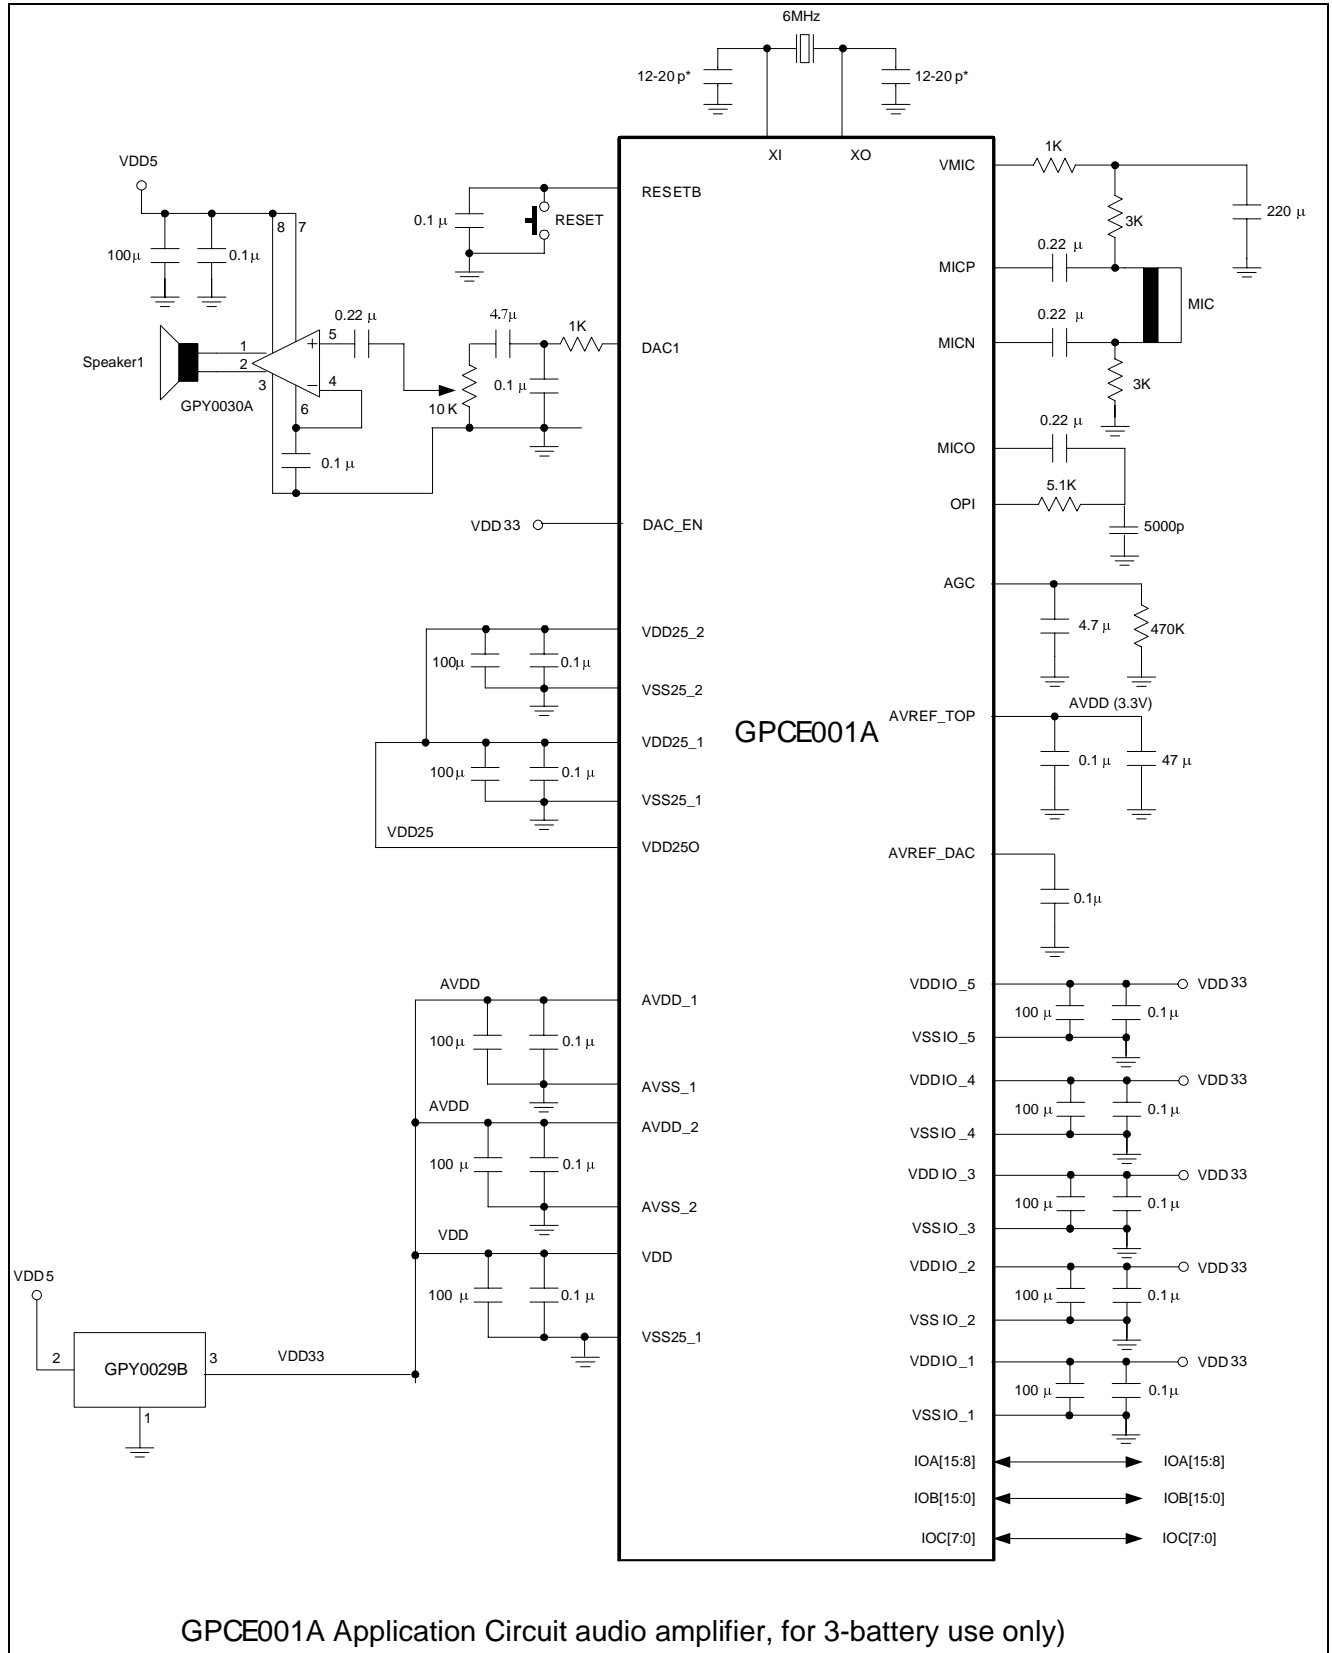 6MHz
12-20 p*
12-20 p*
XI
XO
VDD5
100μ
0.1μ
8
7
Speaker1
1
2
3
GPY0030A
5
4
6
0.1 μ
0.22 μ
4.7μ
10 K
0.1 μ
1K
DAC1
0.1 μ
RESET
RESETB
VDD 33
DAC_EN
VDD25_2
100μ
0.1 μ
VSS25_2
VDD25_1
100μ
0.1 μ
VSS25_1
VDD25
VDD25O
AVDD
AVDD_1
100 μ
0.1 μ
AVSS_1
AVDD
AVDD_2
100 μ
0.1 μ
AVSS_2
VDD
VDD
100 μ
0.1 μ
VSS25_1
VDD5
2
GPY0029B
3
VDD33
1
GPCE001A
VMIC
1K
3K
220 μ
MICP
0.22 μ
MIC
MICN
0.22 μ
3K
MICO
0.22 μ
OPI
5.1K
5000p
AGC
4.7 μ
470K
AVREF_TOP
AVDD (3.3V)
0.1 μ
47 μ
AVREF_DAC
0.1μ
VDDIO_5
VDD 33
100 μ
0.1 μ
VSSIO_5
VDDIO_4
VDD 33
100 μ
0.1 μ
VSSIO_4
VDDIO_3
VDD 33
100 μ
0.1 μ
VSSIO_3
VDDIO_2
VDD 33
100 μ
0.1 μ
VSSIO_2
VDDIO_1
VDD 33
100 μ
0.1μ
VSSIO_1
IOA[15:8]
IOA[15:8]
IOB[15:0]
IOB[15:0]
IOC[7:0]
IOC[7:0]
GPCE001A Application Circuit audio amplifier, for 3-battery use only)